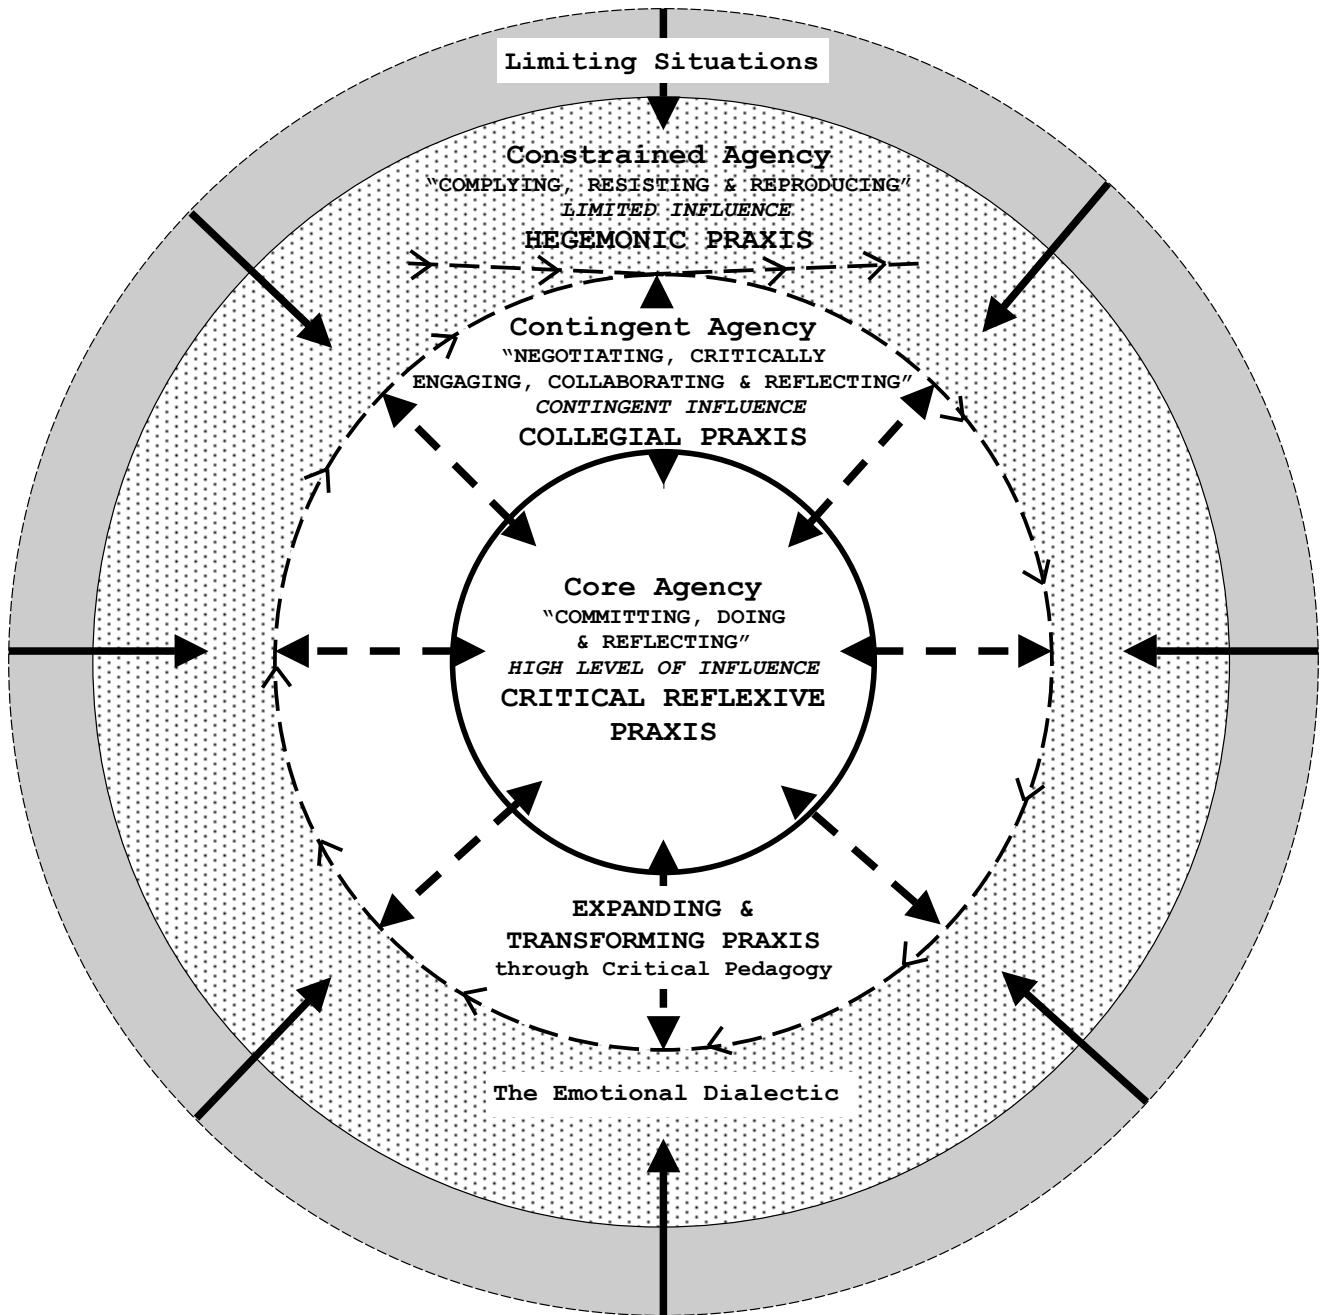 Limiting Situations
Constrained Agency
“COMPLYING, RESISTING & REPRODUCING”
LIMITED INFLUENCE
HEGEMONIC PRAXIS
Contingent Agency
“NEGOTIATING, CRITICALLY
ENGAGING, COLLABORATING & REFLECTING”
CONTINGENT INFLUENCE
COLLEGIAL PRAXIS
Core Agency
“COMMITTING, DOING
& REFLECTING”
HIGH LEVEL OF INFLUENCE
CRITICAL REFLEXIVE
PRAXIS
EXPANDING &
TRANSFORMING PRAXIS
through Critical Pedagogy
The Emotional Dialectic